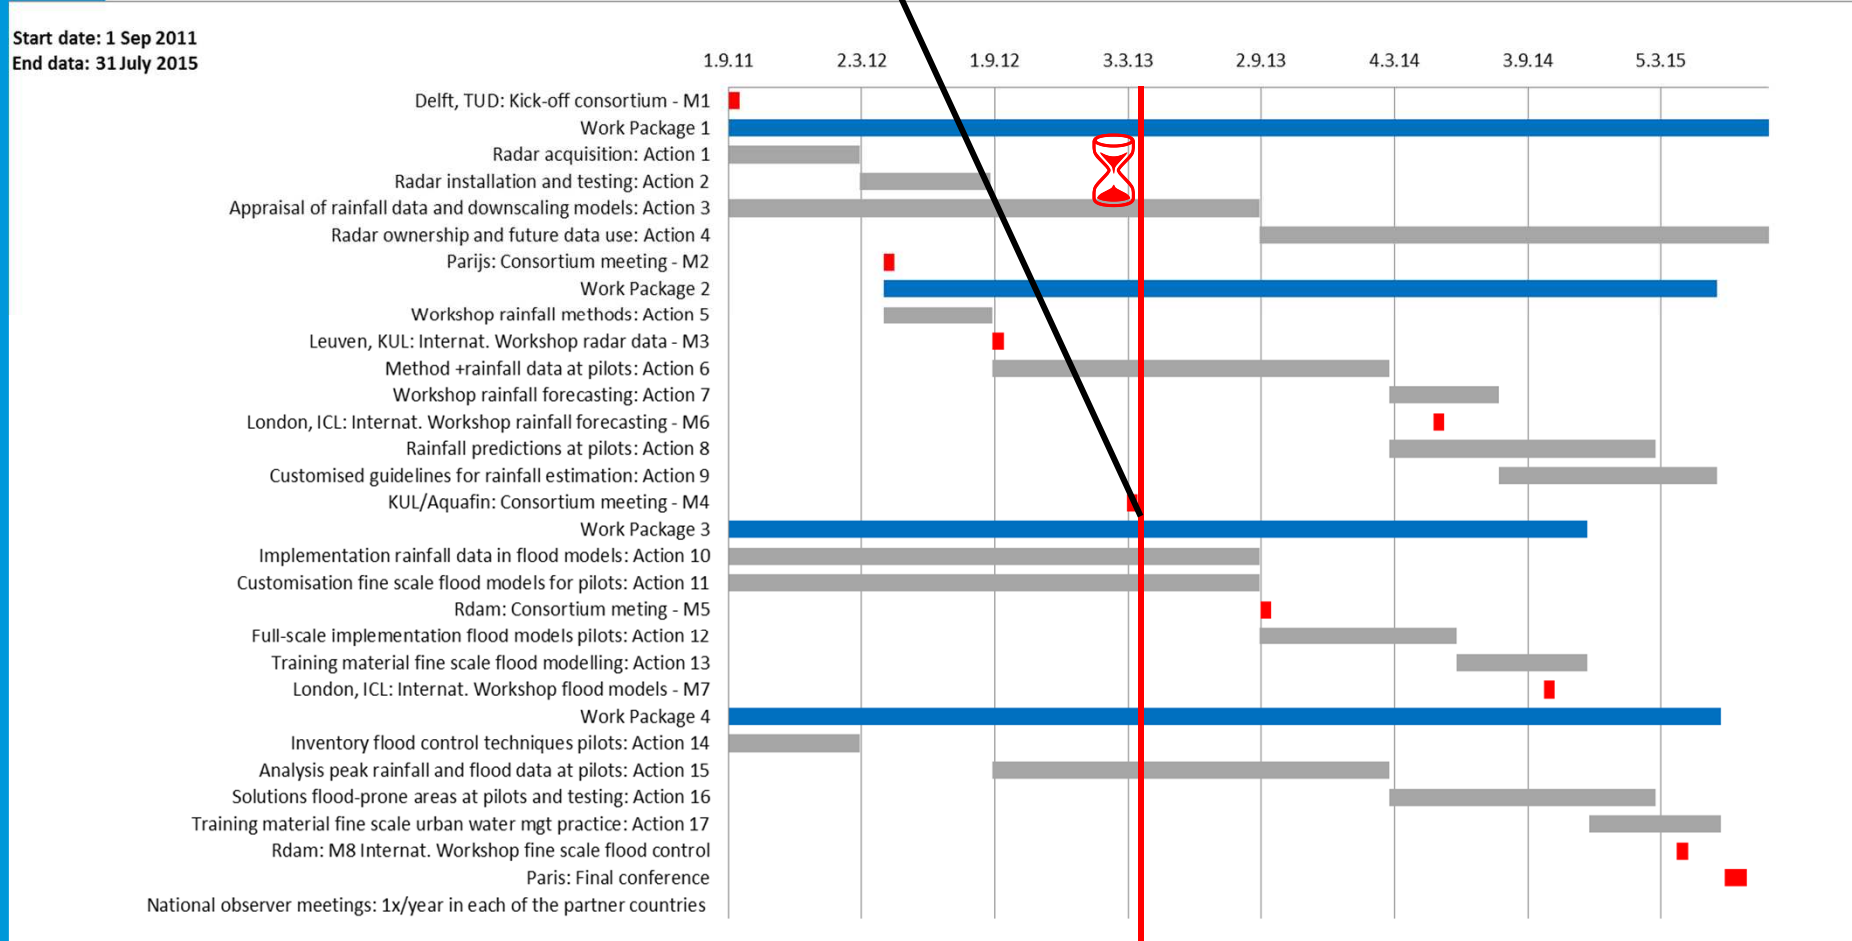 Start date: 1 Sep 2011
End data: 31 July 2015
1.9.11 2.3.12 1.9.12 3.3.13 2.9.13 4.3.14 3.9.14 5.3.15
Delft, TUD: Kick-off consortium - M1
Work Package 1
Radar acquisition: Action 1
Radar installation and testing: Action 2
Appraisal of rainfall data and downscaling models: Action 3
Radar ownership and future data use: Action 4
Parijs: Consortium meeting - M2
Work Package 2
Workshop rainfall methods: Action 5
Leuven, KUL: Internat. Workshop radar data - M3
Method +rainfall data at pilots: Action 6
Workshop rainfall forecasting: Action 7
London, ICL: Internat. Workshop rainfall forecasting - M6
Rainfall predictions at pilots: Action 8
Customised guidelines for rainfall estimation: Action 9
KUL/Aquafin: Consortium meeting - M4
Work Package 3
Implementation rainfall data in flood models: Action 10
Customisation fine scale flood models for pilots: Action 11
Rdam: Consortium meting - M5
Full-scale implementation flood models pilots: Action 12
Training material fine scale flood modelling: Action 13
London, ICL: Internat. Workshop flood models - M7
Work Package 4
Inventory flood control techniques pilots: Action 14
Analysis peak rainfall and flood data at pilots: Action 15
Solutions flood-prone areas at pilots and testing: Action 16
Training material fine scale urban water mgt practice: Action 17
Rdam: M8 Internat. Workshop fine scale flood control
Paris: Final conference
National observer meetings: 1x/year in each of the partner countries